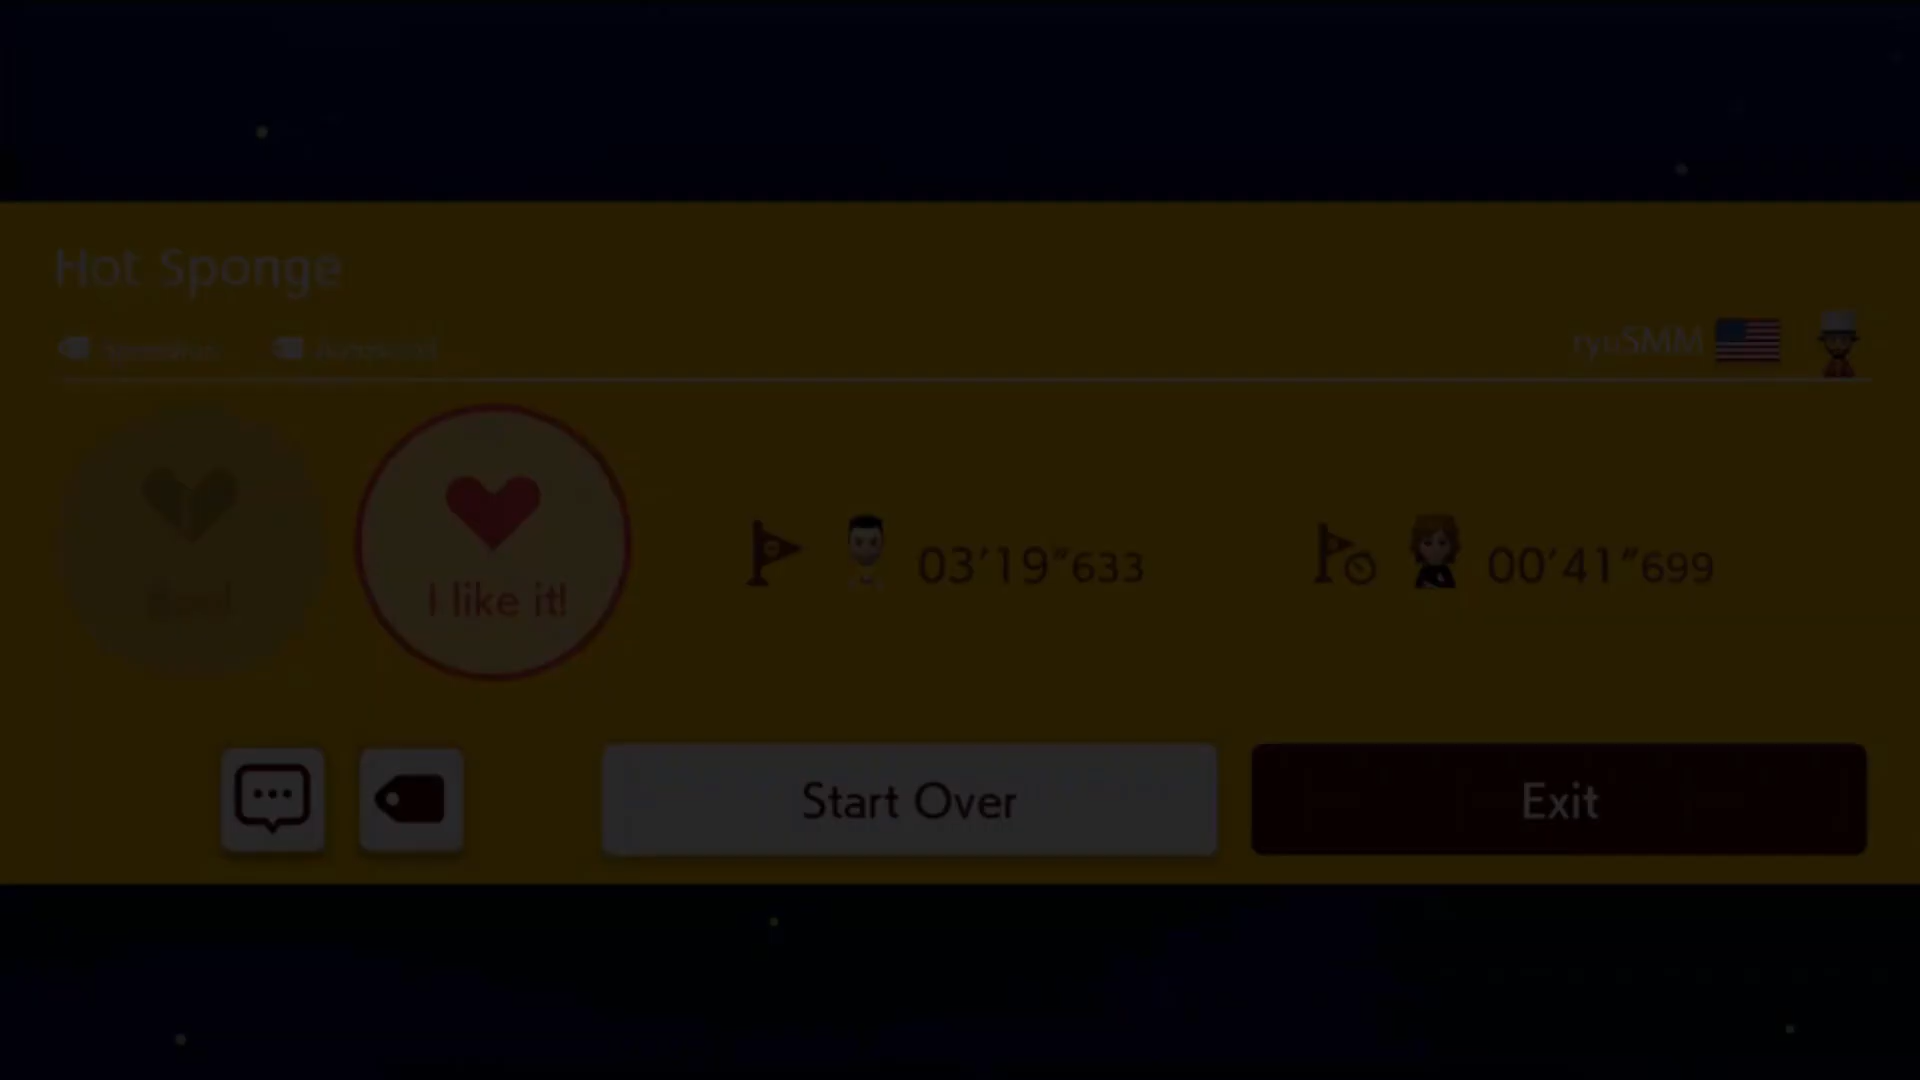 Hot Sponge
ryuSMM
I like it!
03'19"633
00'41"699
Start Over
Exit